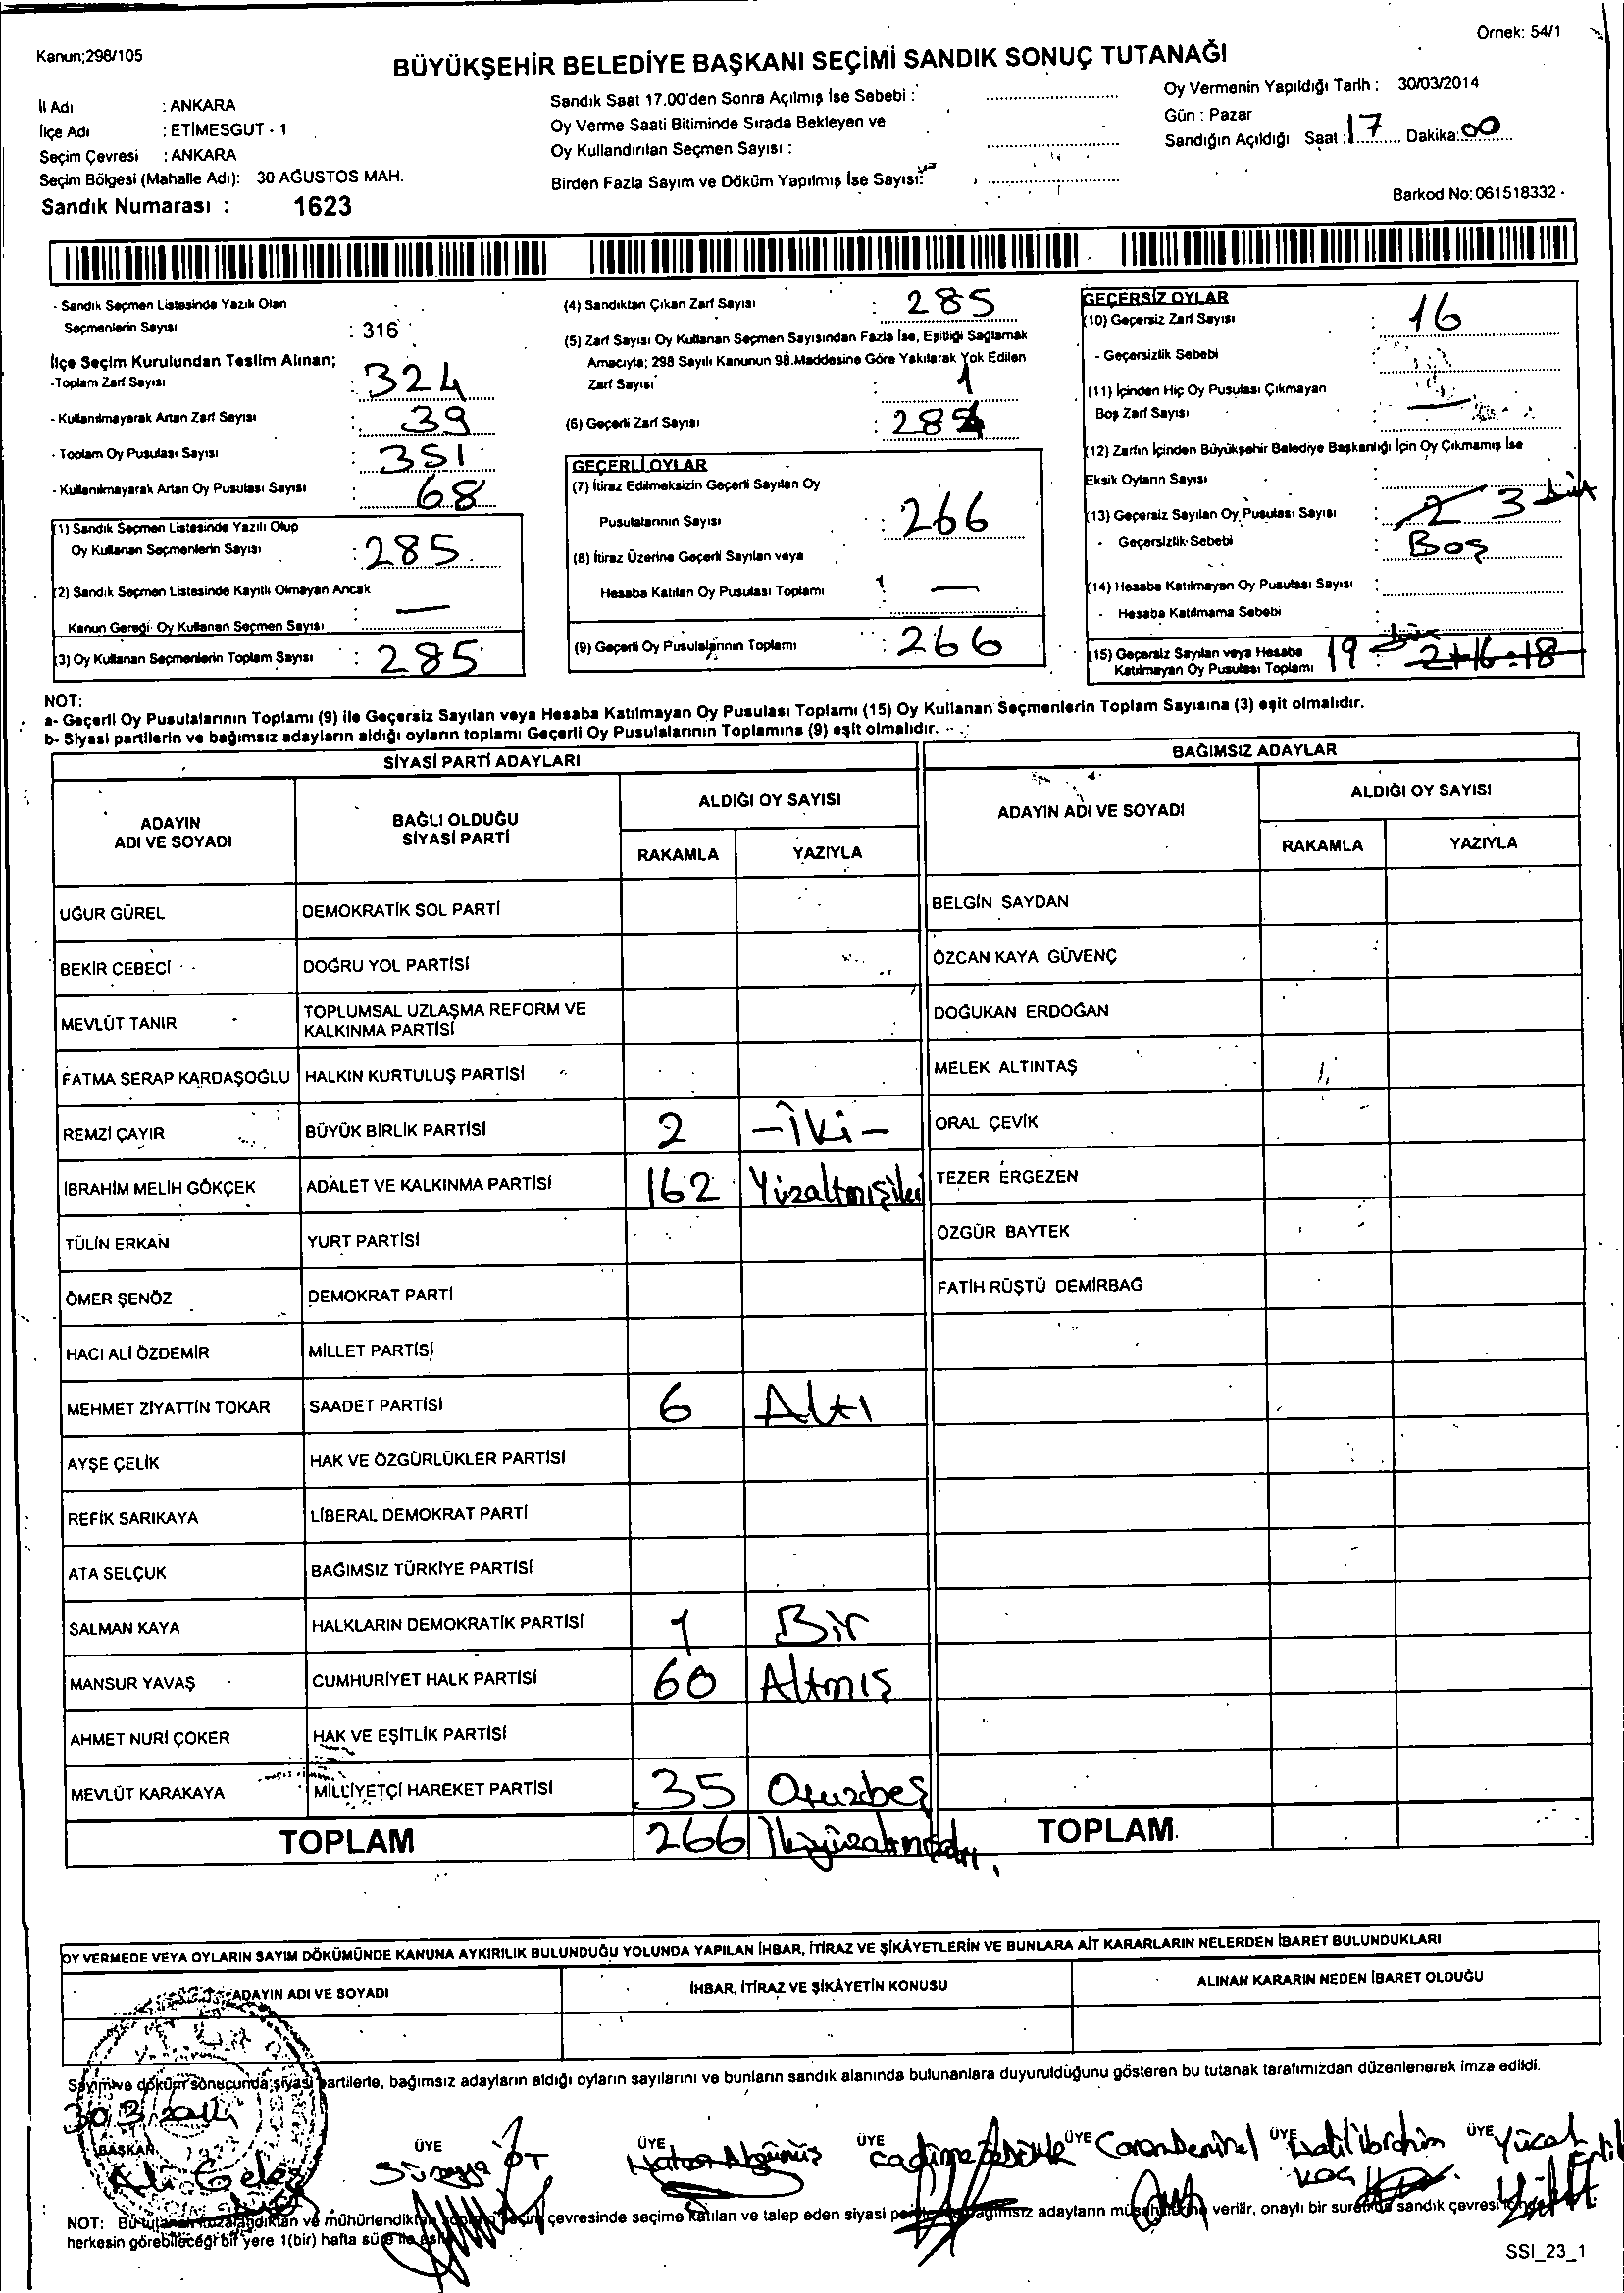 Örnek: 54/1
Kanun;298/105
BÜYÜKŞEHİR BELEDİYE BAŞKANI SEÇİMİ SANDIK SONUÇ TUTANAĞI
İl Adı : ANKARA
İlçe Adı : ETİMESGUT - 1
Seçim Çevresi : ANKARA
Seçim Bölgesi (Mahalle Adı): 30 AĞUSTOS MAH.
Sandık Numarası : 1623
Sandık Saat 17.00'den Sonra Açılmış İse Sebebi :
Oy Verme Saati Bitiminde Sırada Bekleyen ve
Oy Kullandırılan Seçmen Sayısı :
Birden Fazla Sayım ve Döküm Yapılmış İse Sayısı:
Oy Vermenin Yapıldığı Tarih : 30/03/2014
Gün : Pazar
Sandığın Açıldığı Saat : 17 Dakika: 00
Barkod No: 061518332
- Sandık Seçmen Listesinde Yazılı Olan
Seçmenlerin Sayısı : 316
İlçe Seçim Kurulundan Teslim Alınan;
-Toplam Zarf Sayısı : 324
- Kullanılmayarak Artan Zarf Sayısı : 39
- Toplam Oy Pusulası Sayısı : 351
- Kullanılmayarak Artan Oy Pusulası Sayısı : 68
(1) Sandık Seçmen Listesinde Yazılı Olup
Oy Kullanan Seçmenlerin Sayısı : 285
(2) Sandık Seçmen Listesinde Kayıtlı Olmayan Ancak
Kanun Gereği Oy Kullanan Seçmen Sayısı : —
(3) Oy Kullanan Seçmenlerin Toplam Sayısı : 285
(4) Sandıktan Çıkan Zarf Sayısı : 285
(5) Zarf Sayısı Oy Kullanan Seçmen Sayısından Fazla İse, Eşitliği Sağlamak
Amacıyla; 298 Sayılı Kanunun 98.Maddesine Göre Yakılarak Yok Edilen
Zarf Sayısı : 1
(6) Geçerli Zarf Sayısı : 284
GEÇERLİ OYLAR
(7) İtiraz Edilmeksizin Geçerli Sayılan Oy
Pusulalarının Sayısı : 266
(8) İtiraz Üzerine Geçerli Sayılan veya
Hesaba Katılan Oy Pusulası Toplamı : —
(9) Geçerli Oy Pusulalarının Toplamı : 266
GEÇERSİZ OYLAR
(10) Geçersiz Zarf Sayısı : 16
- Geçersizlik Sebebi :
(11) İçinden Hiç Oy Pusulası Çıkmayan
Boş Zarf Sayısı : —
(12) Zarfın İçinden Büyükşehir Belediye Başkanlığı İçin Oy Çıkmamış İse
Eksik Oyların Sayısı :
(13) Geçersiz Sayılan Oy Pusulası Sayısı : 2 3
- Geçersizlik Sebebi : Boş
(14) Hesaba Katılmayan Oy Pusulası Sayısı :
- Hesaba Katılmama Sebebi :
(15) Geçersiz Sayılan veya Hesaba
Katılmayan Oy Pusulası Toplamı 19 : 2+16=18
NOT:
a- Geçerli Oy Pusulalarının Toplamı (9) ile Geçersiz Sayılan veya Hesaba Katılmayan Oy Pusulası Toplamı (15) Oy Kullanan Seçmenlerin Toplam Sayısına (3) eşit olmalıdır.
b- Siyasi partilerin ve bağımsız adayların aldığı oyların toplamı Geçerli Oy Pusulalarının Toplamına (9) eşit olmalıdır.
SİYASİ PARTİ ADAYLARI
BAĞIMSIZ ADAYLAR
ADAYIN ADI VE SOYADI
BAĞLI OLDUĞU SİYASİ PARTİ
ALDIĞI OY SAYISI
RAKAMLA YAZIYLA
ADAYIN ADI VE SOYADI
ALDIĞI OY SAYISI
RAKAMLA YAZIYLA
UĞUR GÜREL DEMOKRATİK SOL PARTİ BELGİN SAYDAN
BEKİR CEBECİ DOĞRU YOL PARTİSİ ÖZCAN KAYA GÜVENÇ
MEVLÜT TANIR TOPLUMSAL UZLAŞMA REFORM VE KALKINMA PARTİSİ DOĞUKAN ERDOĞAN
FATMA SERAP KARDAŞOĞLU HALKIN KURTULUŞ PARTİSİ MELEK ALTINTAŞ
REMZİ ÇAYIR BÜYÜK BİRLİK PARTİSİ 2 -İki- ORAL ÇEVİK
İBRAHİM MELİH GÖKÇEK ADALET VE KALKINMA PARTİSİ 162 Yüzaltmışiki TEZER ERGEZEN
TÜLİN ERKAN YURT PARTİSİ ÖZGÜR BAYTEK
ÖMER ŞENÖZ DEMOKRAT PARTİ FATİH RÜŞTÜ DEMİRBAĞ
HACI ALİ ÖZDEMİR MİLLET PARTİSİ
MEHMET ZİYATTİN TOKAR SAADET PARTİSİ 6 Altı
AYŞE ÇELİK HAK VE ÖZGÜRLÜKLER PARTİSİ
REFİK SARIKAYA LİBERAL DEMOKRAT PARTİ
ATA SELÇUK BAĞIMSIZ TÜRKİYE PARTİSİ
SALMAN KAYA HALKLARIN DEMOKRATİK PARTİSİ 1 Bir
MANSUR YAVAŞ CUMHURİYET HALK PARTİSİ 60 Altmış
AHMET NURİ ÇOKER HAK VE EŞİTLİK PARTİSİ
MEVLÜT KARAKAYA MİLLİYETÇİ HAREKET PARTİSİ 35 Otuzbeş
TOPLAM 266 TOPLAM
OY VERMEDE VEYA OYLARIN SAYIM DÖKÜMÜNDE KANUNA AYKIRILIK BULUNDUĞU YOLUNDA YAPILAN İHBAR, İTİRAZ VE ŞİKÂYETLERİN VE BUNLARA AİT KARARLARIN NELERDEN İBARET BULUNDUKLARI
ADAYIN ADI VE SOYADI İHBAR, İTİRAZ VE ŞİKÂYETİN KONUSU ALINAN KARARIN NEDEN İBARET OLDUĞU
Sayım ve döküm sonucunda siyasi partilerle, bağımsız adayların aldığı oyların sayılarını ve bunların sandık alanında bulunanlara duyurulduğunu gösteren bu tutanak tarafımızdan düzenlenerek imza edildi.
30/3/2014
BAŞKAN ÜYE ÜYE ÜYE ÜYE ÜYE ÜYE
Süreyya OT Halil İbrahim Yücel
KOÇ
NOT: Bu çevresinde seçime katılan ve talep eden siyasi adayların verilir, onaylı bir sandık çevresi
herkesin görebileceği bir yere 1(bir) hafta süre ile
SSI_23_1